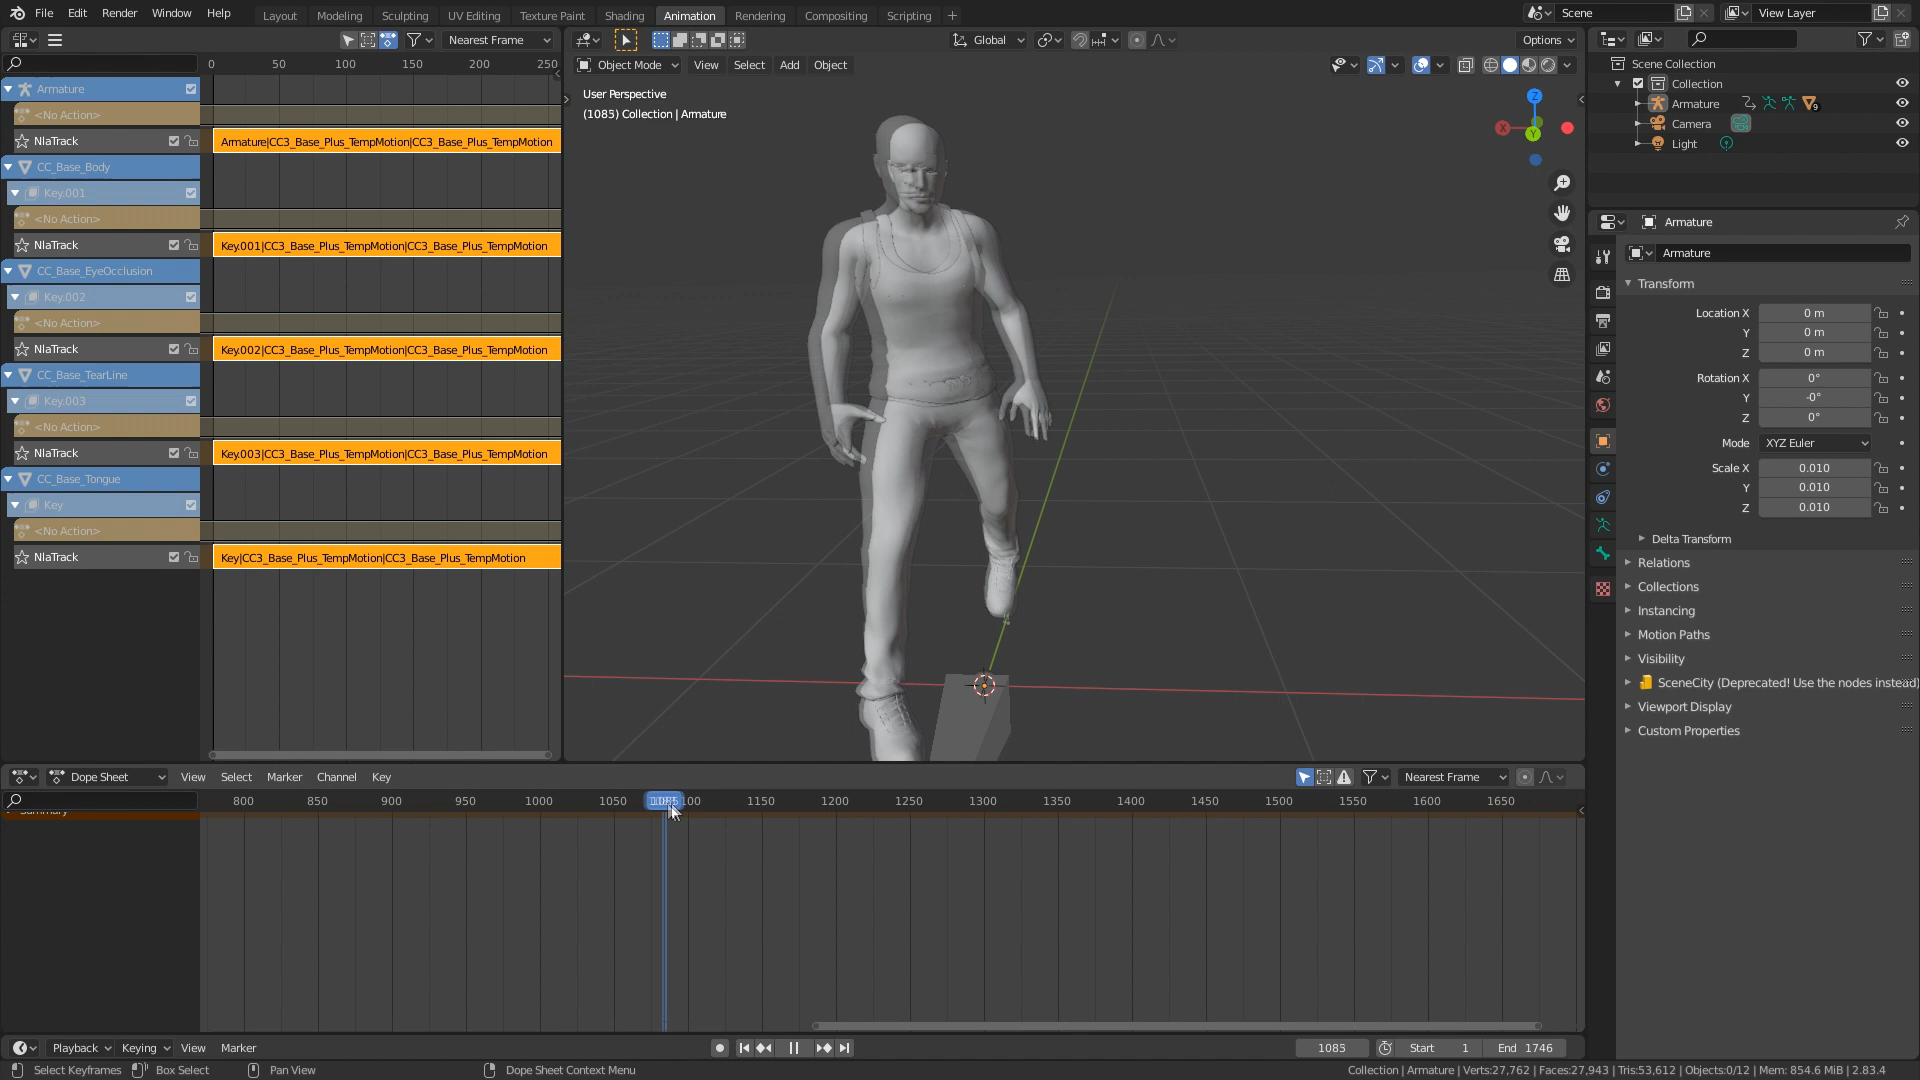 File Edit Render Window Help
Layout Modeling Sculpting UV Editing Texture Paint Shading Animation Rendering Compositing Scripting +
Scene
View Layer
Nearest Frame
Global
Options
0 50 100 150 200 250
Object Mode View Select Add Object
User Perspective
(1085) Collection | Armature
Z
X
Y
Armature
<No Action>
NlaTrack
Armature|CC3_Base_Plus_TempMotion|CC3_Base_Plus_TempMotion
CC_Base_Body
Key.001
<No Action>
NlaTrack
Key.001|CC3_Base_Plus_TempMotion|CC3_Base_Plus_TempMotion
CC_Base_EyeOcclusion
Key.002
<No Action>
NlaTrack
Key.002|CC3_Base_Plus_TempMotion|CC3_Base_Plus_TempMotion
CC_Base_TearLine
Key.003
<No Action>
NlaTrack
Key.003|CC3_Base_Plus_TempMotion|CC3_Base_Plus_TempMotion
CC_Base_Tongue
Key
<No Action>
NlaTrack
Key|CC3_Base_Plus_TempMotion|CC3_Base_Plus_TempMotion
Scene Collection
Collection
Armature 9
Camera
Light
Armature
Armature
Transform
Location X 0 m
Y 0 m
Z 0 m
Rotation X 0°
Y -0°
Z 0°
Mode XYZ Euler
Scale X 0.010
Y 0.010
Z 0.010
Delta Transform
Relations
Collections
Instancing
Motion Paths
Visibility
SceneCity (Deprecated! Use the nodes instead)
Viewport Display
Custom Properties
Dope Sheet View Select Marker Channel Key
Nearest Frame
800 850 900 950 1000 1050 1150 1200 1250 1300 1350 1400 1450 1500 1550 1600 1650
Summary
Playback Keying View Marker
1085 Start 1 End 1746
Select Keyframes Box Select Pan View Dope Sheet Context Menu
Collection | Armature | Verts:27,762 | Faces:27,943 | Tris:53,612 | Objects:0/12 | Mem: 854.6 MiB | 2.83.4